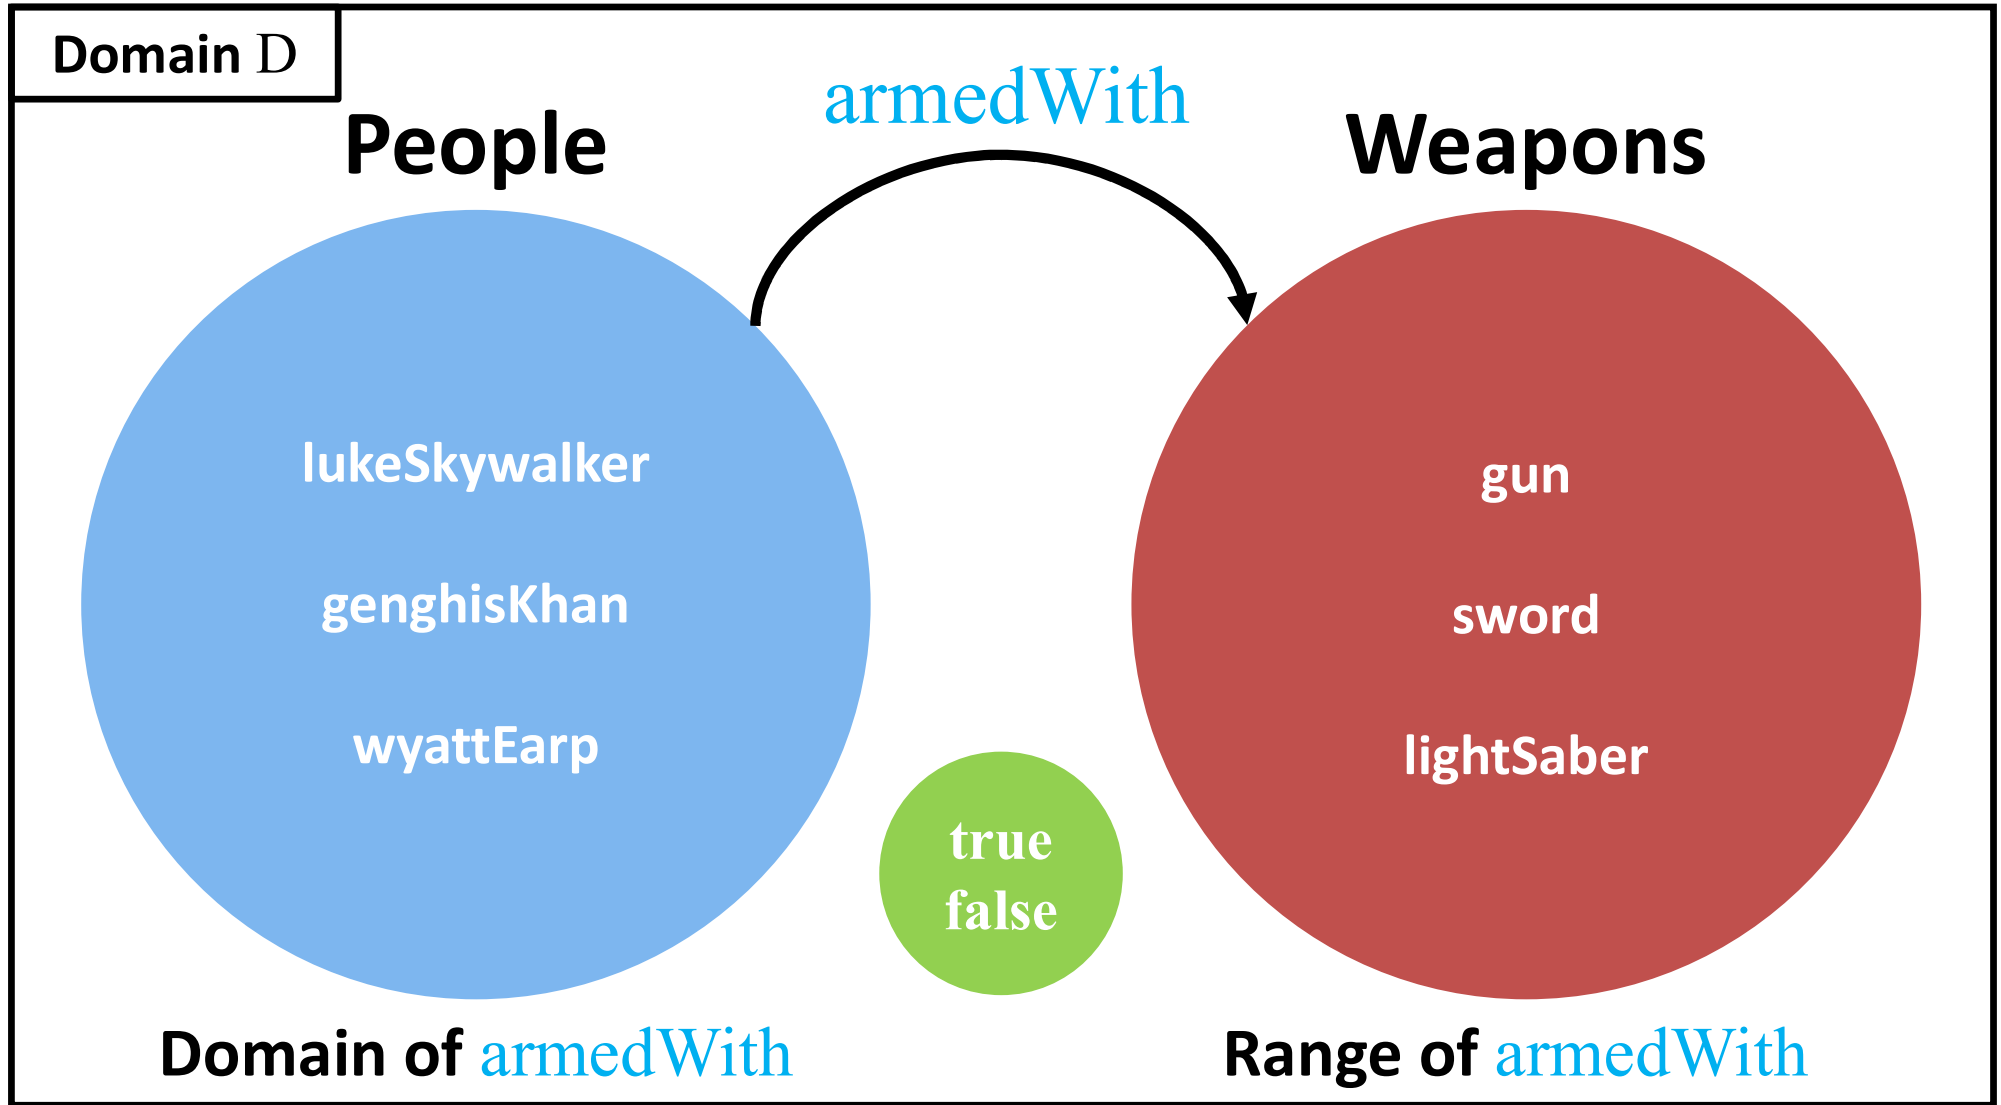 Domain D
armedWith
People
Weapons
lukeSkywalker
genghisKhan
wyattEarp
gun
sword
lightSaber
true
false
Domain of armedWith
Range of armedWith